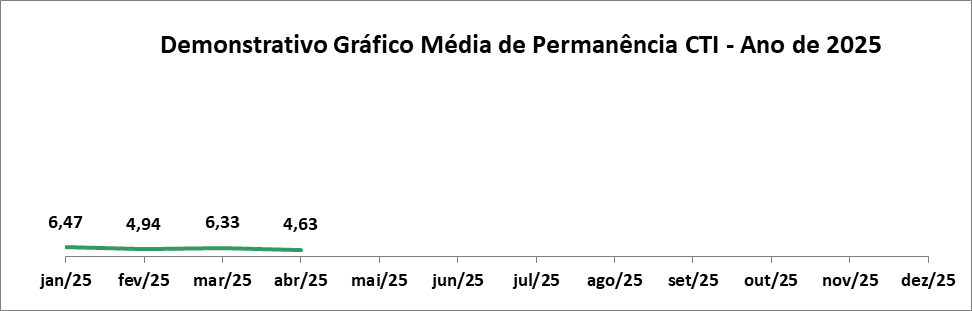 Demonstrativo Gráfico Média de Permanência CTI - Ano de 2025
6,47 4,94 6,33 4,63
jan/25 fev/25 mar/25 abr/25 mai/25 jun/25 jul/25 ago/25 set/25 out/25 nov/25 dez/25